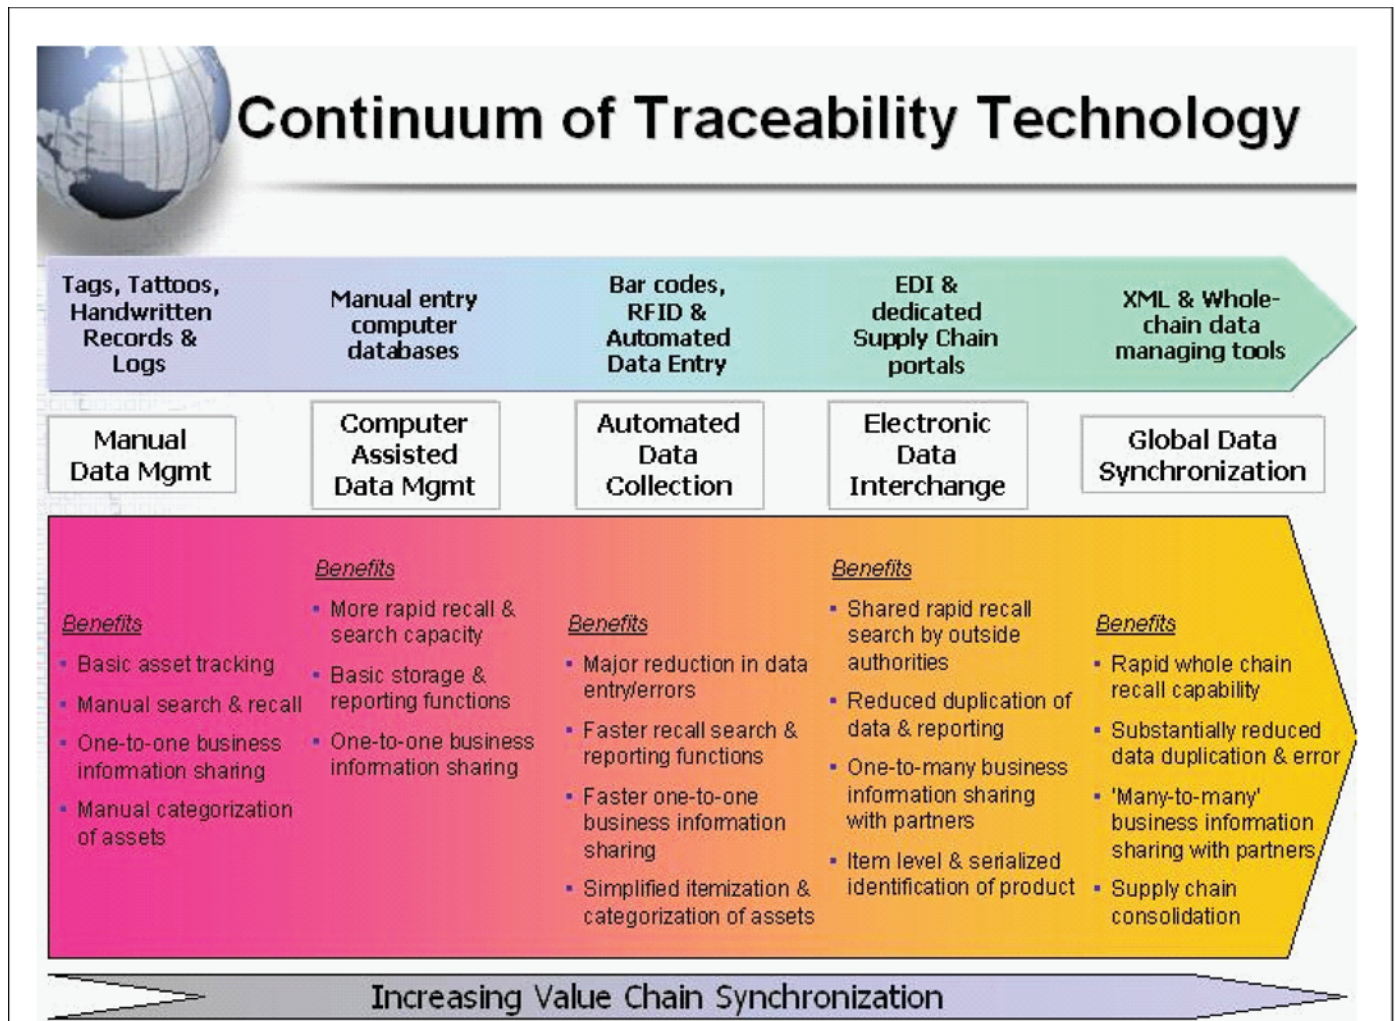 Continuum of Traceability Technology
Tags, Tattoos,
Handwritten
Records &
Logs
Manual entry
computer
databases
Bar codes,
RFID &
Automated
Data Entry
EDI &
dedicated
Supply Chain
portals
XML & Whole-
chain data
managing tools
Manual
Data Mgmt
Computer
Assisted
Data Mgmt
Automated
Data
Collection
Electronic
Data
Interchange
Global Data
Synchronization
Benefits
▪ Basic asset tracking
▪ Manual search & recall
▪ One-to-one business
information sharing
▪ Manual categorization
of assets
Benefits
▪ More rapid recall &
search capacity
▪ Basic storage &
reporting functions
▪ One-to-one business
information sharing
Benefits
▪ Major reduction in data
entry/errors
▪ Faster recall search &
reporting functions
▪ Faster one-to-one
business information
sharing
▪ Simplified itemization &
categorization of assets
Benefits
▪ Shared rapid recall
search by outside
authorities
▪ Reduced duplication of
data & reporting
▪ One-to-many business
information sharing
with partners
▪ Item level & serialized
identification of product
Benefits
▪ Rapid whole chain
recall capability
▪ Substantially reduced
data duplication & error
▪ 'Many-to-many'
business information
sharing with partners
▪ Supply chain
consolidation
Increasing Value Chain Synchronization